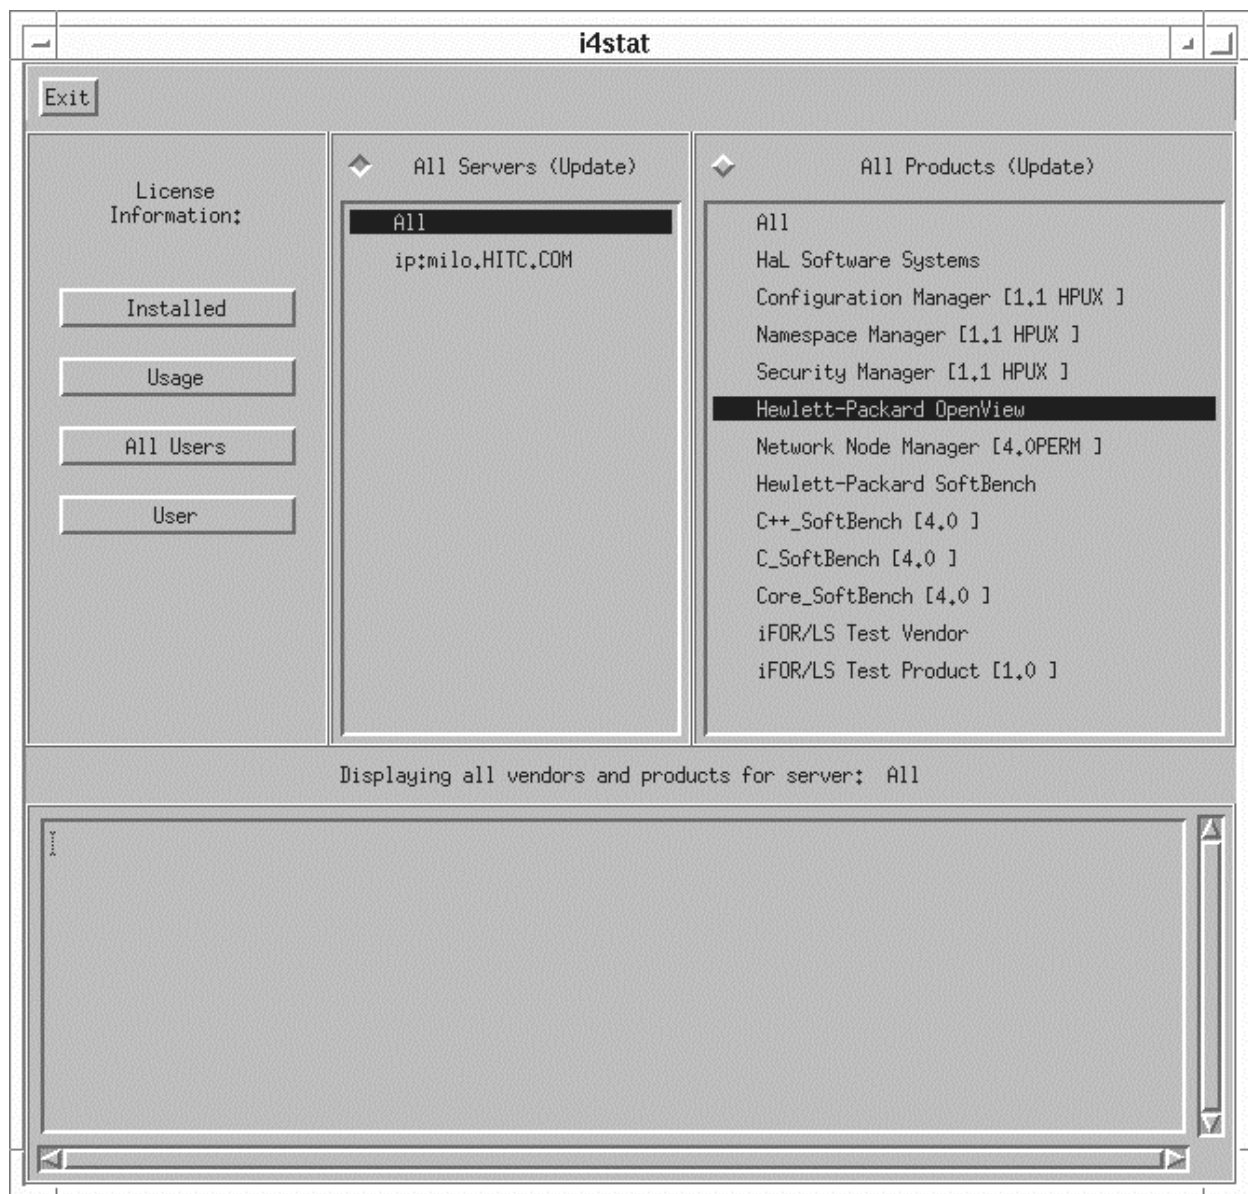 i4stat
Exit
License
Information:
Installed
Usage
All Users
User
All Servers (Update)
All
ip:milo.HITC.COM
All Products (Update)
All
HaL Software Systems
Configuration Manager [1.1 HPUX ]
Namespace Manager [1.1 HPUX ]
Security Manager [1.1 HPUX ]
Hewlett-Packard OpenView
Network Node Manager [4.0PERM ]
Hewlett-Packard SoftBench
C++_SoftBench [4.0 ]
C_SoftBench [4.0 ]
Core_SoftBench [4.0 ]
iFOR/LS Test Vendor
iFOR/LS Test Product [1.0 ]
Displaying all vendors and products for server: All